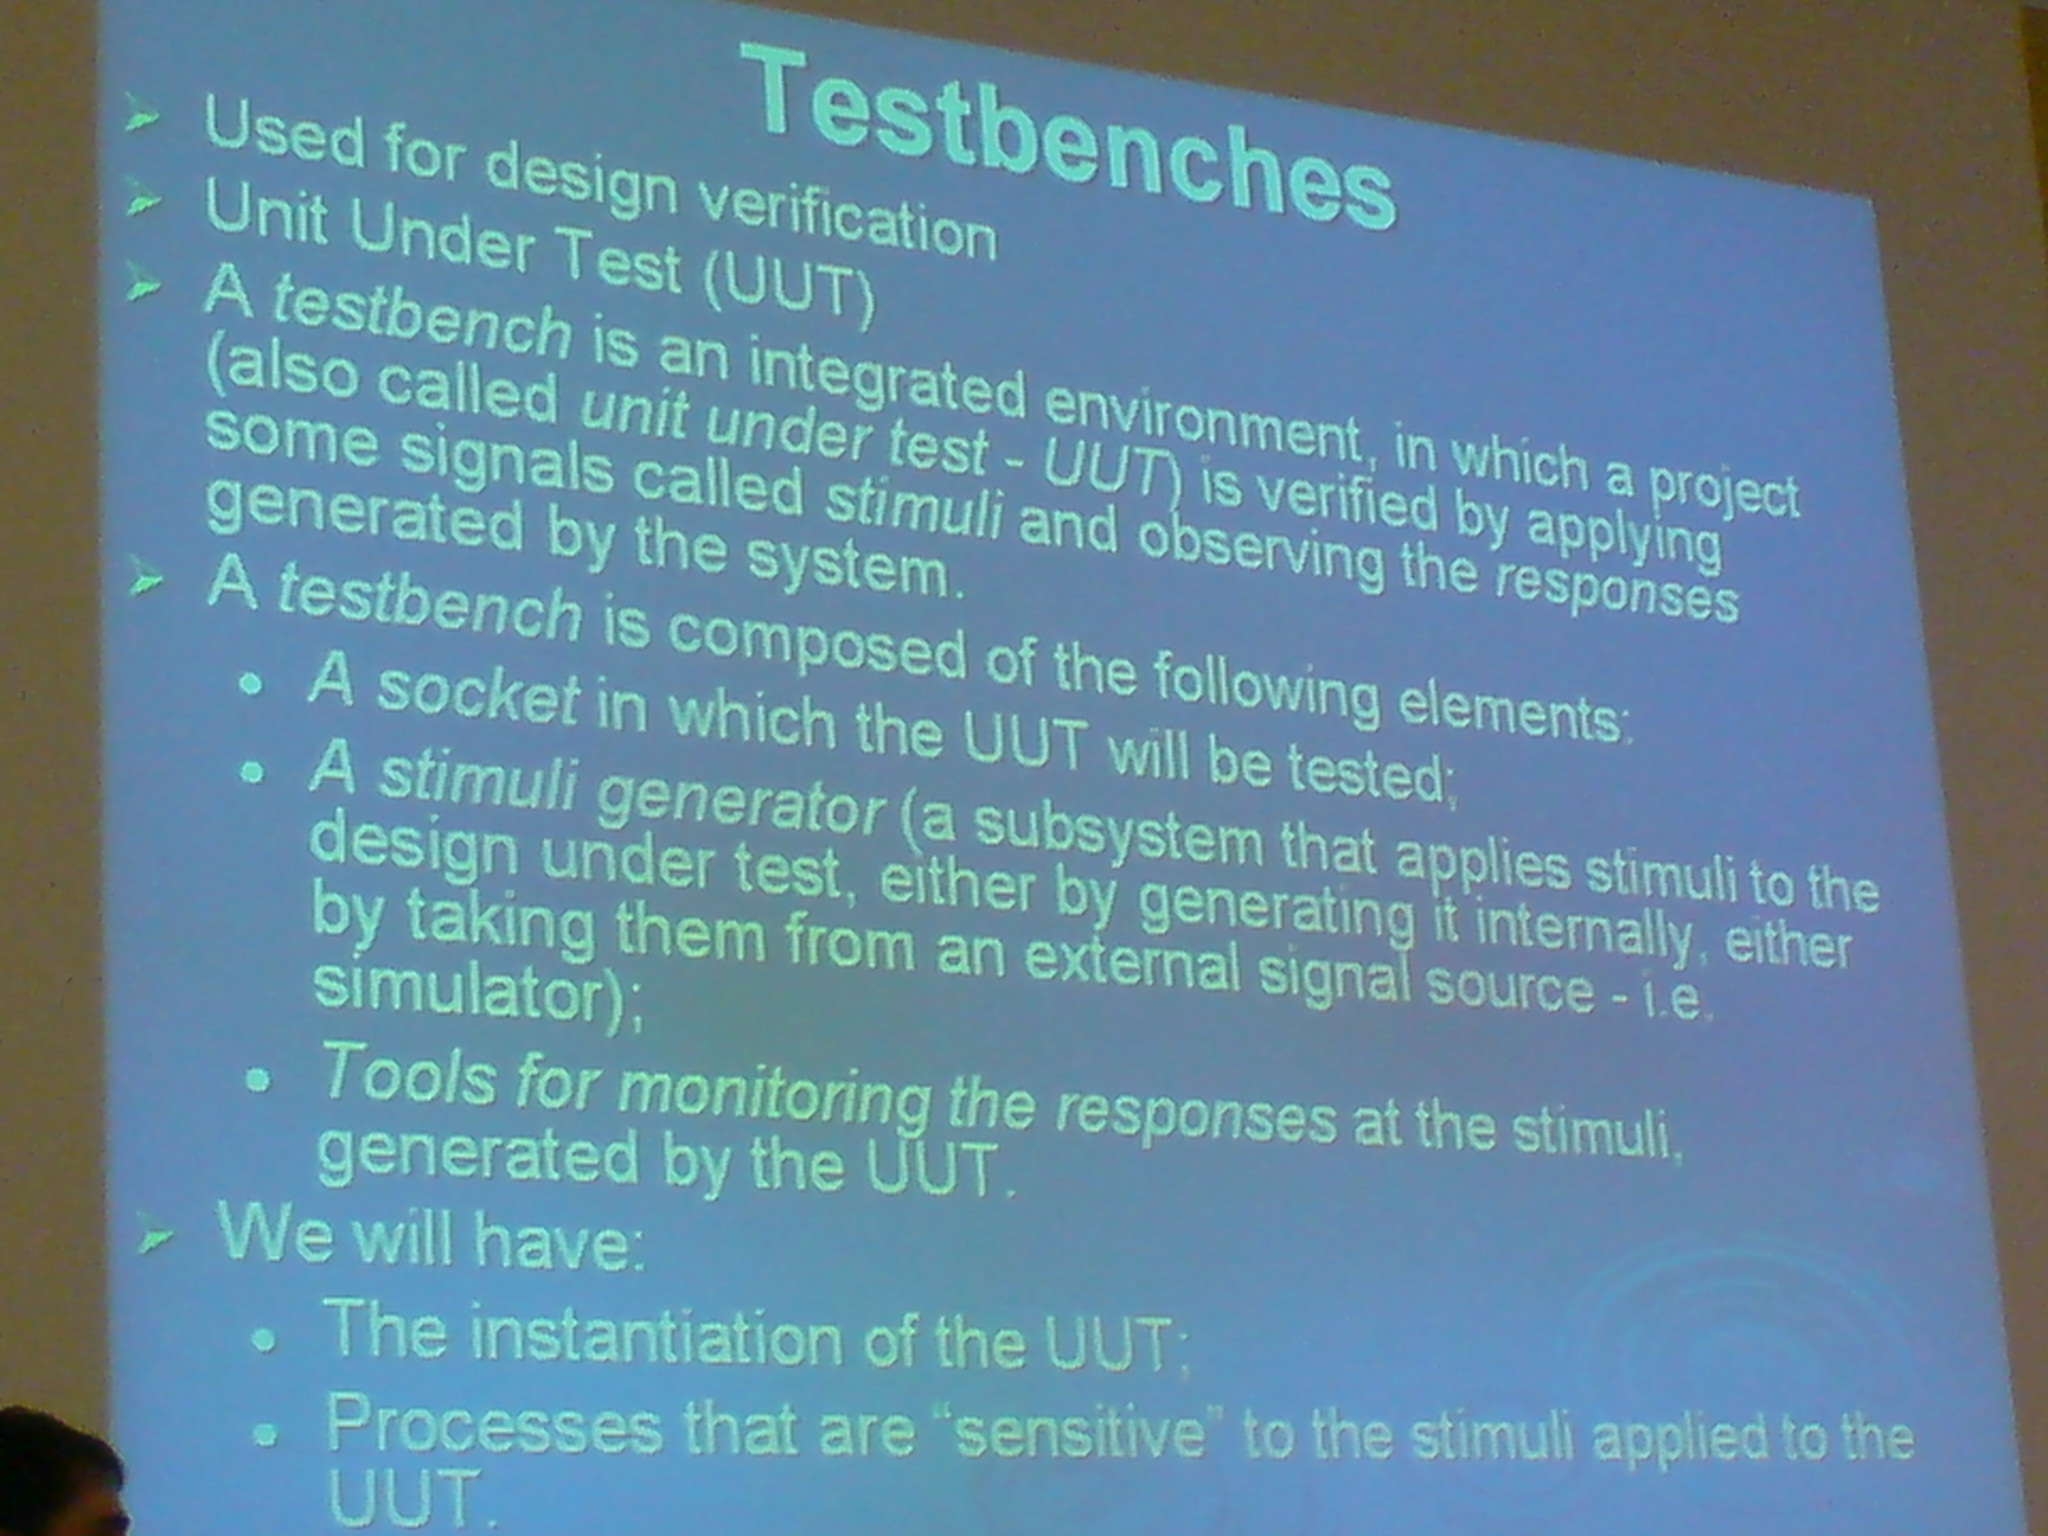 Testbenches
Used for design verification
Unit Under Test (UUT)
A testbench is an integrated environment, in which a project
(also called unit under test - UUT) is verified by applying
some signals called stimuli and observing the responses
generated by the system.
A testbench is composed of the following elements:
A socket in which the UUT will be tested;
A stimuli generator (a subsystem that applies stimuli to the
design under test, either by generating it internally, either
by taking them from an external signal source - i.e.
simulator);
Tools for monitoring the responses at the stimuli,
generated by the UUT.
We will have:
The instantiation of the UUT;
Processes that are “sensitive” to the stimuli applied to the
UUT.